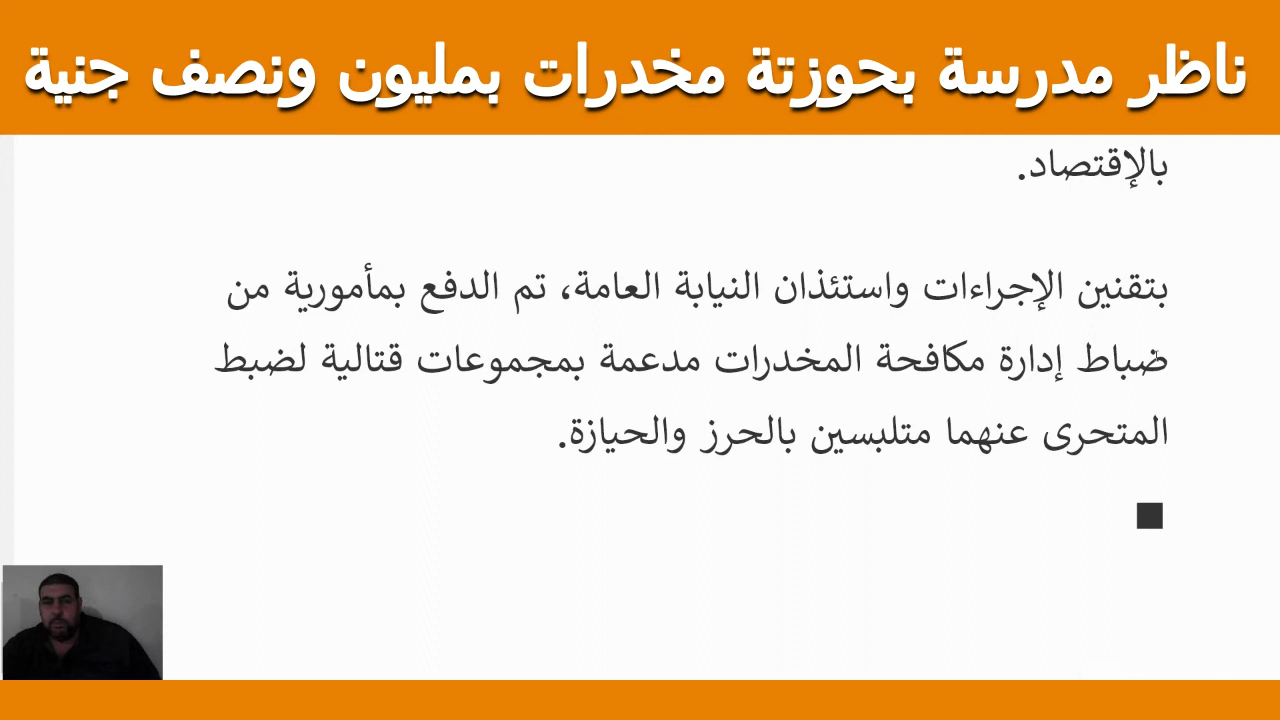 ناظر مدرسة بحوزتة مخدرات بمليون ونصف جنية
بالإقتصاد.
بتقنين الإجراءات واستئذان النيابة العامة، تم الدفع بمأمورية من
ضباط إدارة مكافحة المخدرات مدعمة بمجموعات قتالية لضبط
المتحرى عنهما متلبسين بالحرز والحيازة.